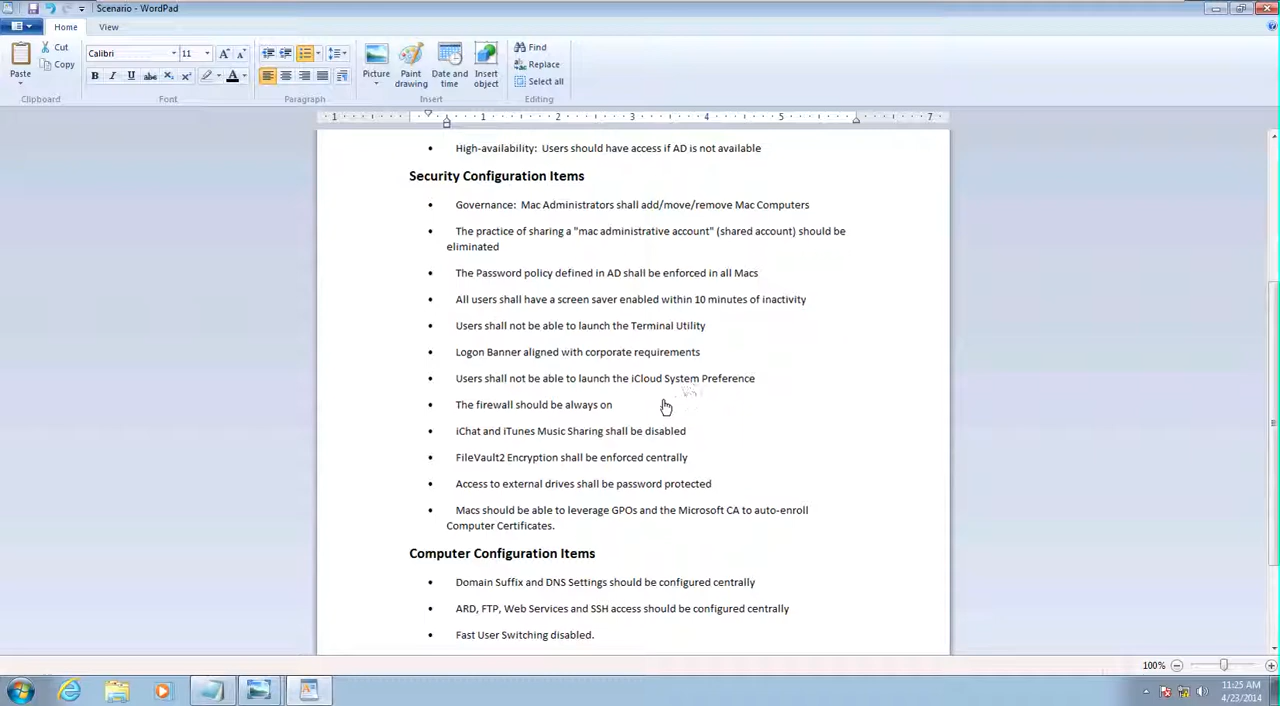 Scenario - WordPad
Home
View
Paste
Cut
Copy
Clipboard
Calibri
11
Font
Paragraph
Picture
Paint drawing
Date and time
Insert object
Insert
Find
Replace
Select all
Editing
1 1 2 3 4 5 7
• High-availability: Users should have access if AD is not available
Security Configuration Items
• Governance: Mac Administrators shall add/move/remove Mac Computers
• The practice of sharing a "mac administrative account" (shared account) should be
eliminated
• The Password policy defined in AD shall be enforced in all Macs
• All users shall have a screen saver enabled within 10 minutes of inactivity
• Users shall not be able to launch the Terminal Utility
• Logon Banner aligned with corporate requirements
• Users shall not be able to launch the iCloud System Preference
• The firewall should be always on
• iChat and iTunes Music Sharing shall be disabled
• FileVault2 Encryption shall be enforced centrally
• Access to external drives shall be password protected
• Macs should be able to leverage GPOs and the Microsoft CA to auto-enroll
Computer Certificates.
Computer Configuration Items
• Domain Suffix and DNS Settings should be configured centrally
• ARD, FTP, Web Services and SSH access should be configured centrally
• Fast User Switching disabled.
100%
11:25 AM
4/23/2014